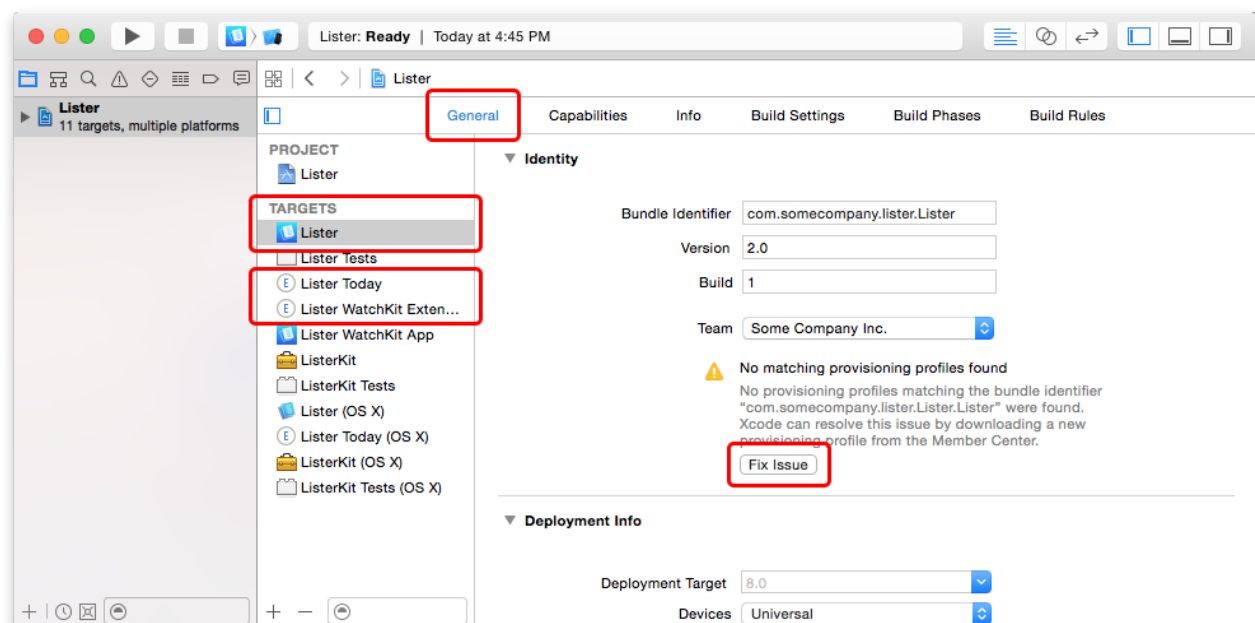 Lister: Ready | Today at 4:45 PM
Lister
Lister
11 targets, multiple platforms
General Capabilities Info Build Settings Build Phases Build Rules
PROJECT
Lister
TARGETS
Lister
Lister Tests
E Lister Today
E Lister WatchKit Exten...
Lister WatchKit App
ListerKit
ListerKit Tests
Lister (OS X)
E Lister Today (OS X)
ListerKit (OS X)
ListerKit Tests (OS X)
Identity
Bundle Identifier com.somecompany.lister.Lister
Version 2.0
Build 1
Team Some Company Inc.
No matching provisioning profiles found
No provisioning profiles matching the bundle identifier
"com.somecompany.lister.Lister.Lister" were found.
Xcode can resolve this issue by downloading a new
provisioning profile from the Member Center.
Fix Issue
Deployment Info
Deployment Target 8.0
Devices Universal